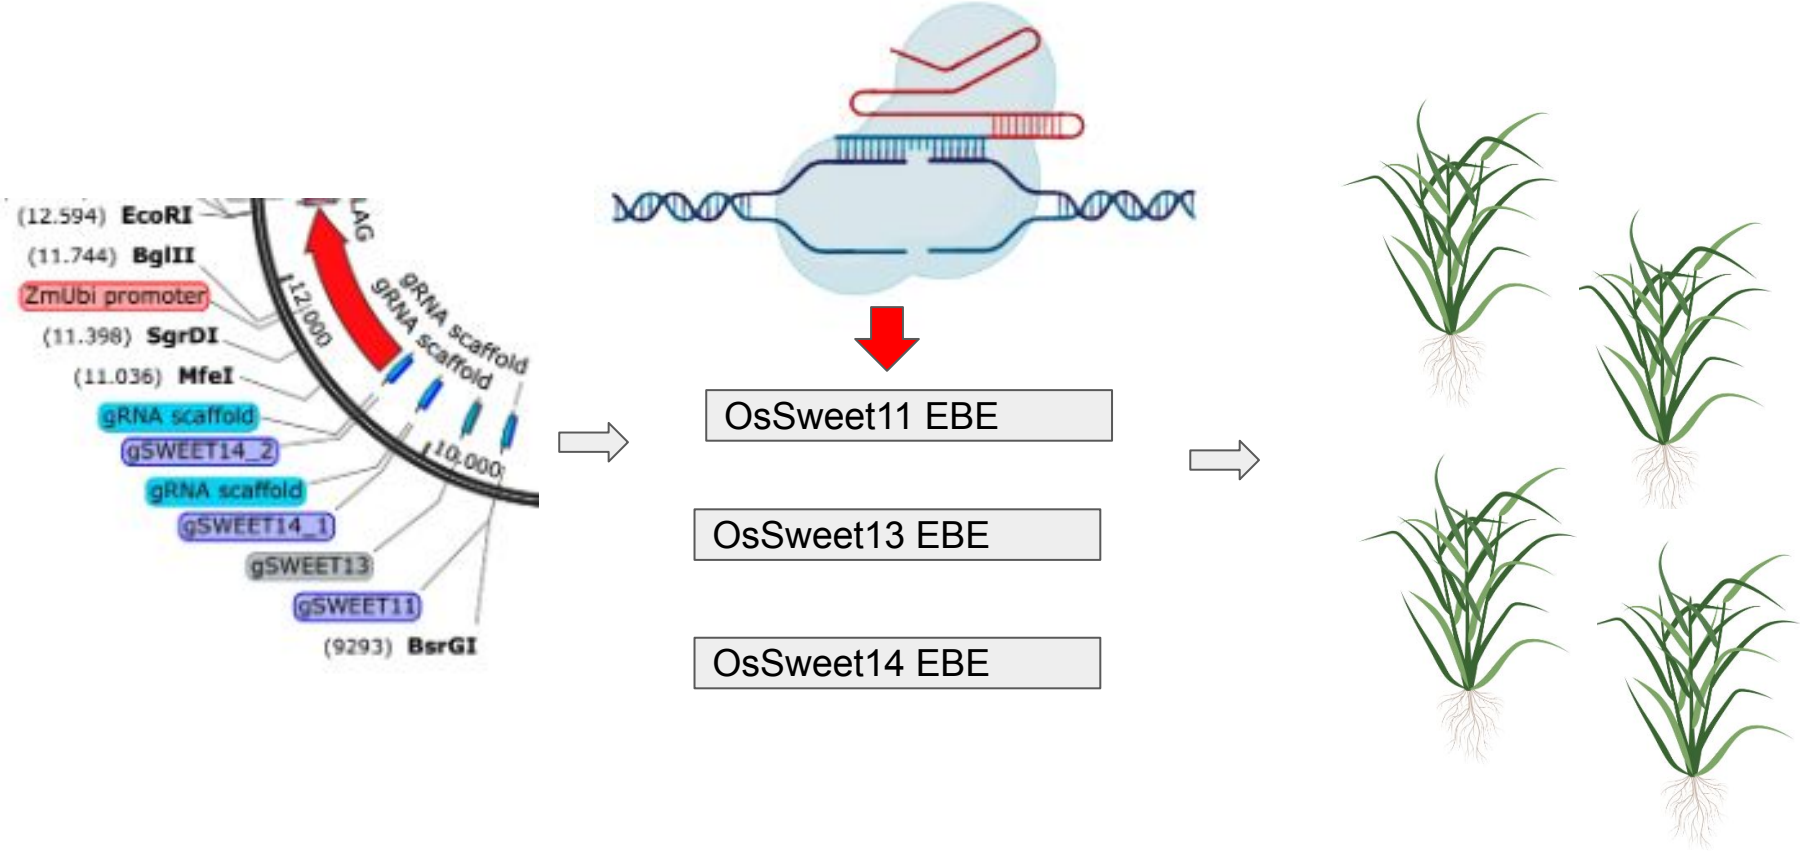 (12.594) EcoRI
(11.744) BglII
ZmUbi promoter
(11.398) SgrDI
(11.036) MfeI
gRNA scaffold
gSWEET14_2
gRNA scaffold
gSWEET14_1
gSWEET13
gSWEET11
(9293) BsrGI
LAG
12.000
10.000
gRNA scaffold
gRNA scaffold
OsSweet11 EBE
OsSweet13 EBE
OsSweet14 EBE